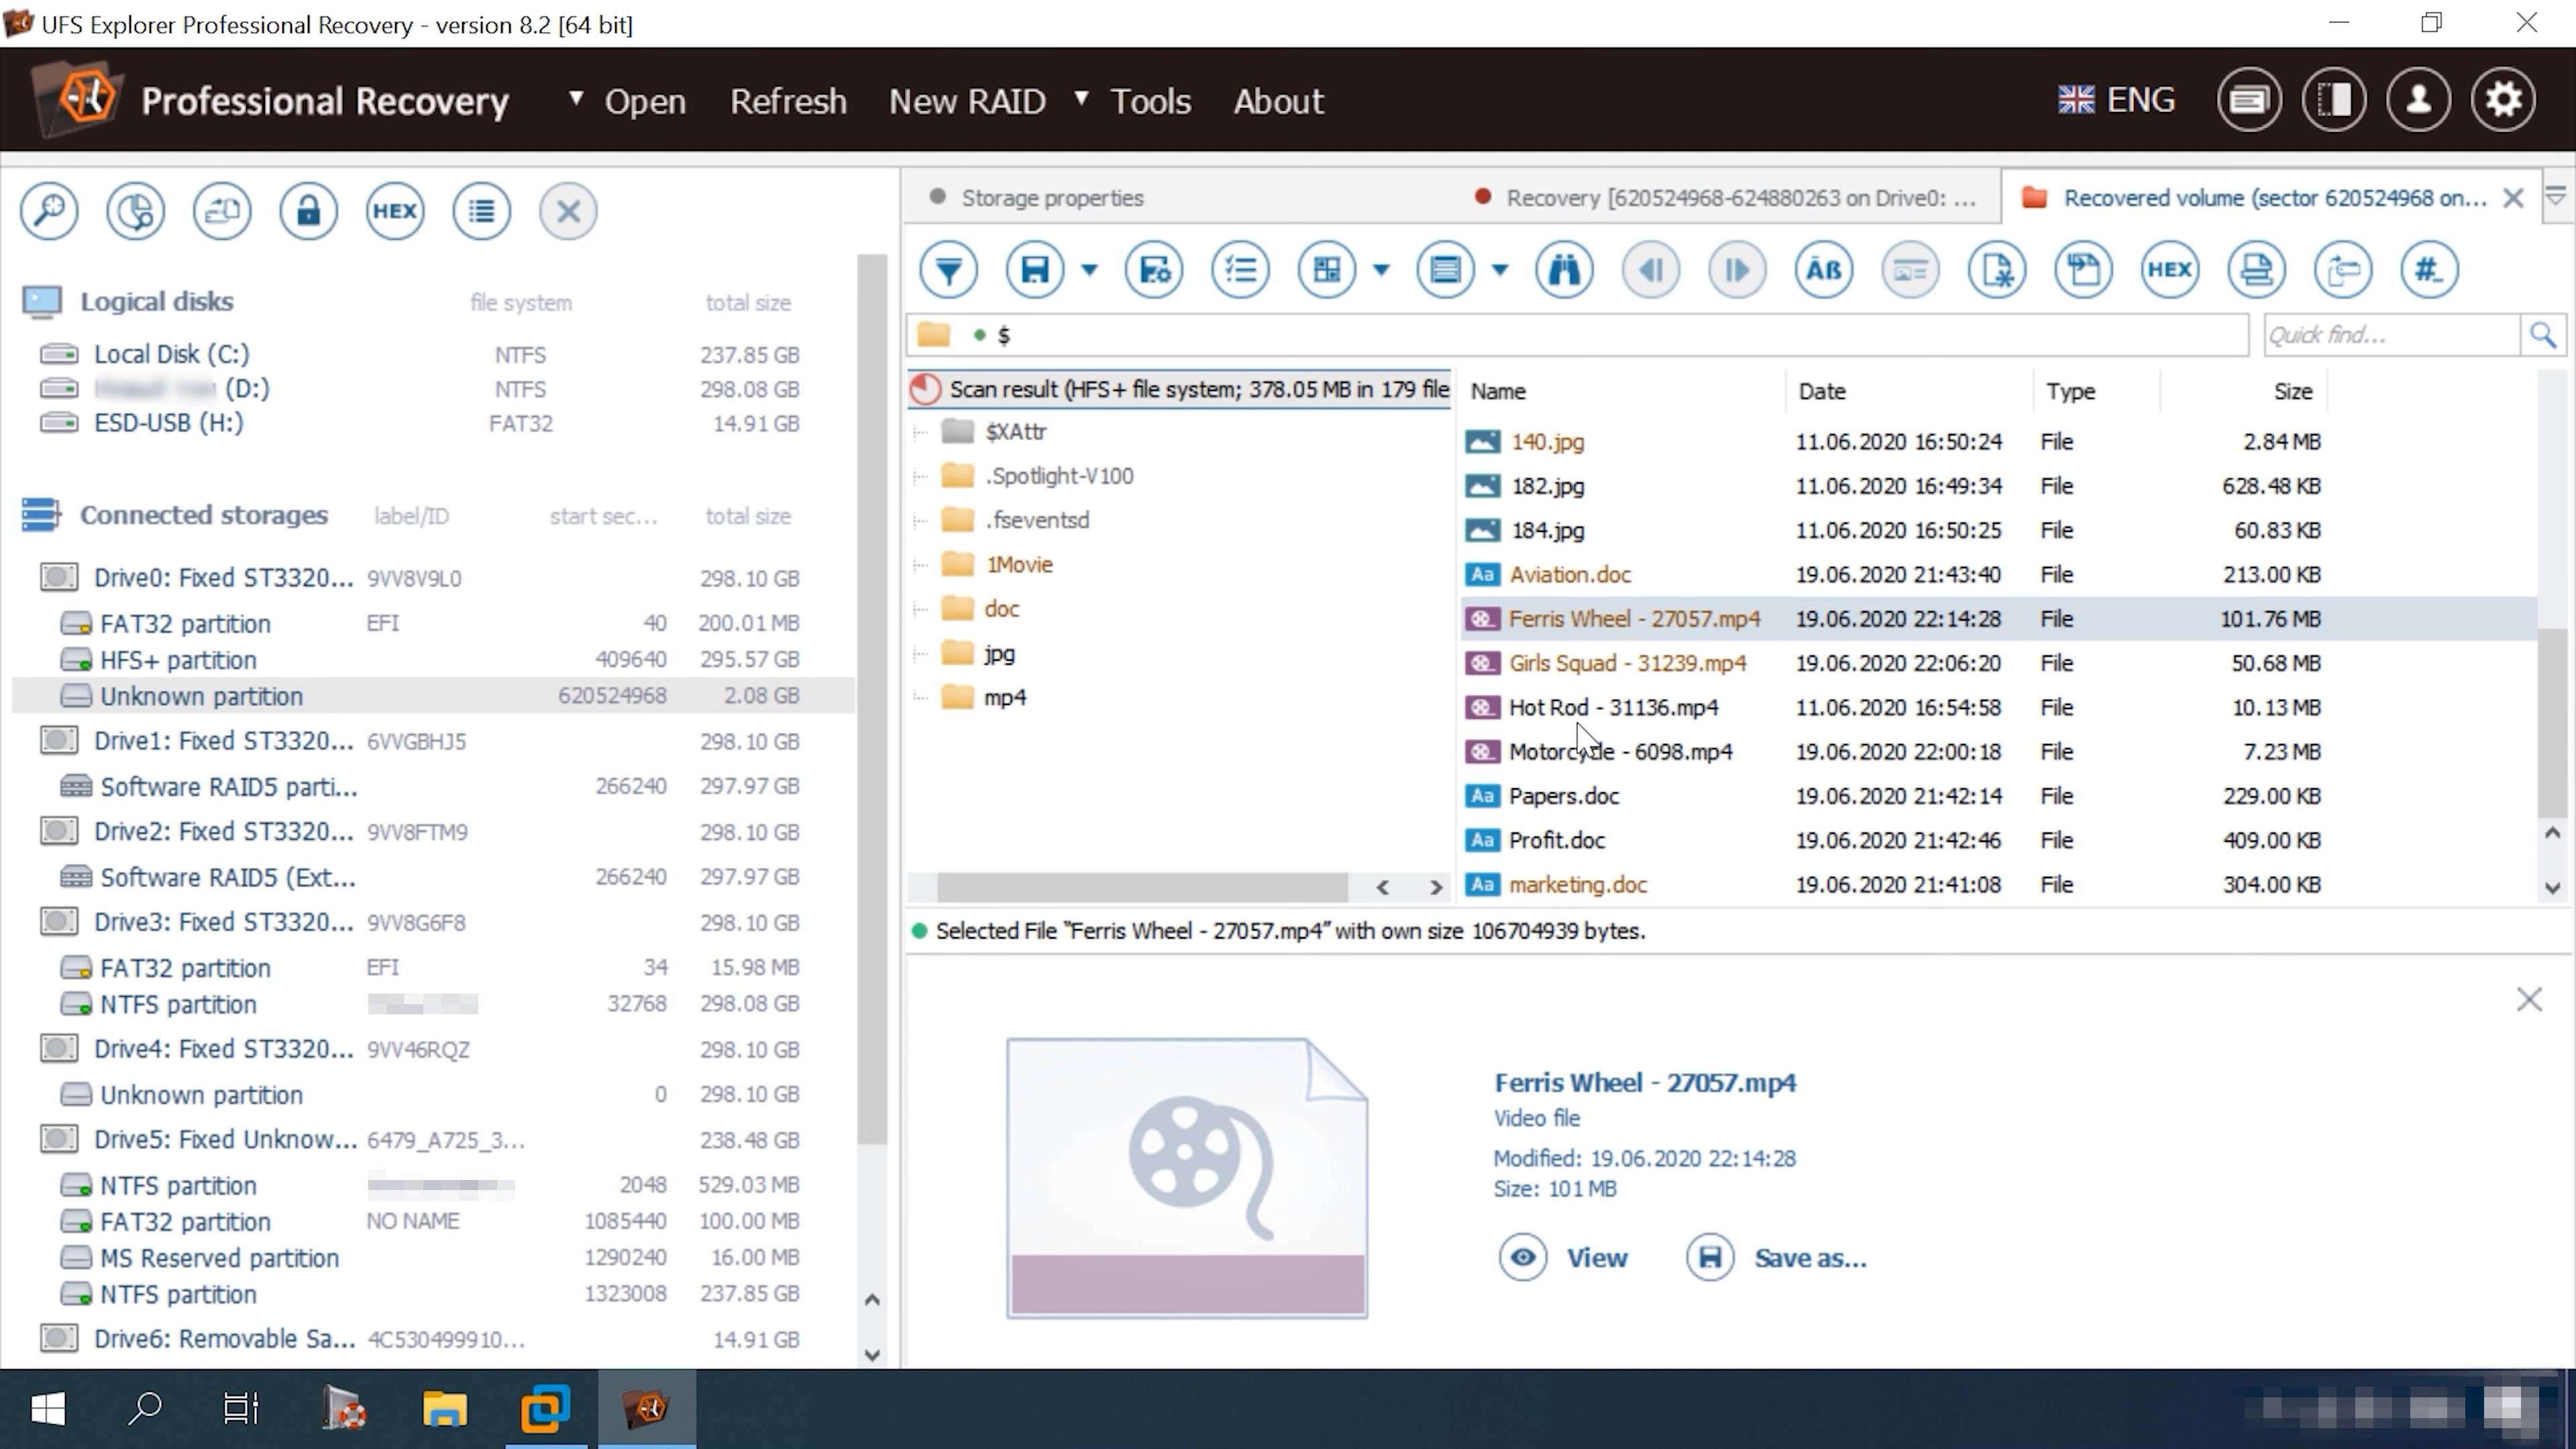 UFS Explorer Professional Recovery - version 8.2 [64 bit]
Professional Recovery Open Refresh New RAID Tools About ENG
HEX
Logical disks file system total size
Local Disk (C:) NTFS 237.85 GB
(D:) NTFS 298.08 GB
ESD-USB (H:) FAT32 14.91 GB
Connected storages label/ID start sec... total size
Drive0: Fixed ST3320... 9VV8V9L0 298.10 GB
FAT32 partition EFI 40 200.01 MB
HFS+ partition 409640 295.57 GB
Unknown partition 620524968 2.08 GB
Drive1: Fixed ST3320... 6VVGBHJ5 298.10 GB
Software RAID5 parti... 266240 297.97 GB
Drive2: Fixed ST3320... 9VV8FTM9 298.10 GB
Software RAID5 (Ext... 266240 297.97 GB
Drive3: Fixed ST3320... 9VV8G6F8 298.10 GB
FAT32 partition EFI 34 15.98 MB
NTFS partition 32768 298.08 GB
Drive4: Fixed ST3320... 9VV46RQZ 298.10 GB
Unknown partition 0 298.10 GB
Drive5: Fixed Unknow... 6479_A725_3... 238.48 GB
NTFS partition 2048 529.03 MB
FAT32 partition NO NAME 1085440 100.00 MB
MS Reserved partition 1290240 16.00 MB
NTFS partition 1323008 237.85 GB
Drive6: Removable Sa... 4C530499910... 14.91 GB
Storage properties Recovery [620524968-624880263 on Drive0: ... Recovered volume (sector 620524968 on...
ÄB HEX #_
$ Quick find...
Scan result (HFS+ file system; 378.05 MB in 179 file
$XAttr
.Spotlight-V100
.fseventsd
1Movie
doc
jpg
mp4
Name Date Type Size
140.jpg 11.06.2020 16:50:24 File 2.84 MB
182.jpg 11.06.2020 16:49:34 File 628.48 KB
184.jpg 11.06.2020 16:50:25 File 60.83 KB
Aa Aviation.doc 19.06.2020 21:43:40 File 213.00 KB
Ferris Wheel - 27057.mp4 19.06.2020 22:14:28 File 101.76 MB
Girls Squad - 31239.mp4 19.06.2020 22:06:20 File 50.68 MB
Hot Rod - 31136.mp4 11.06.2020 16:54:58 File 10.13 MB
Motorcycle - 6098.mp4 19.06.2020 22:00:18 File 7.23 MB
Aa Papers.doc 19.06.2020 21:42:14 File 229.00 KB
Aa Profit.doc 19.06.2020 21:42:46 File 409.00 KB
Aa marketing.doc 19.06.2020 21:41:08 File 304.00 KB
Selected File "Ferris Wheel - 27057.mp4" with own size 106704939 bytes.
Ferris Wheel - 27057.mp4
Video file
Modified: 19.06.2020 22:14:28
Size: 101 MB
View Save as...